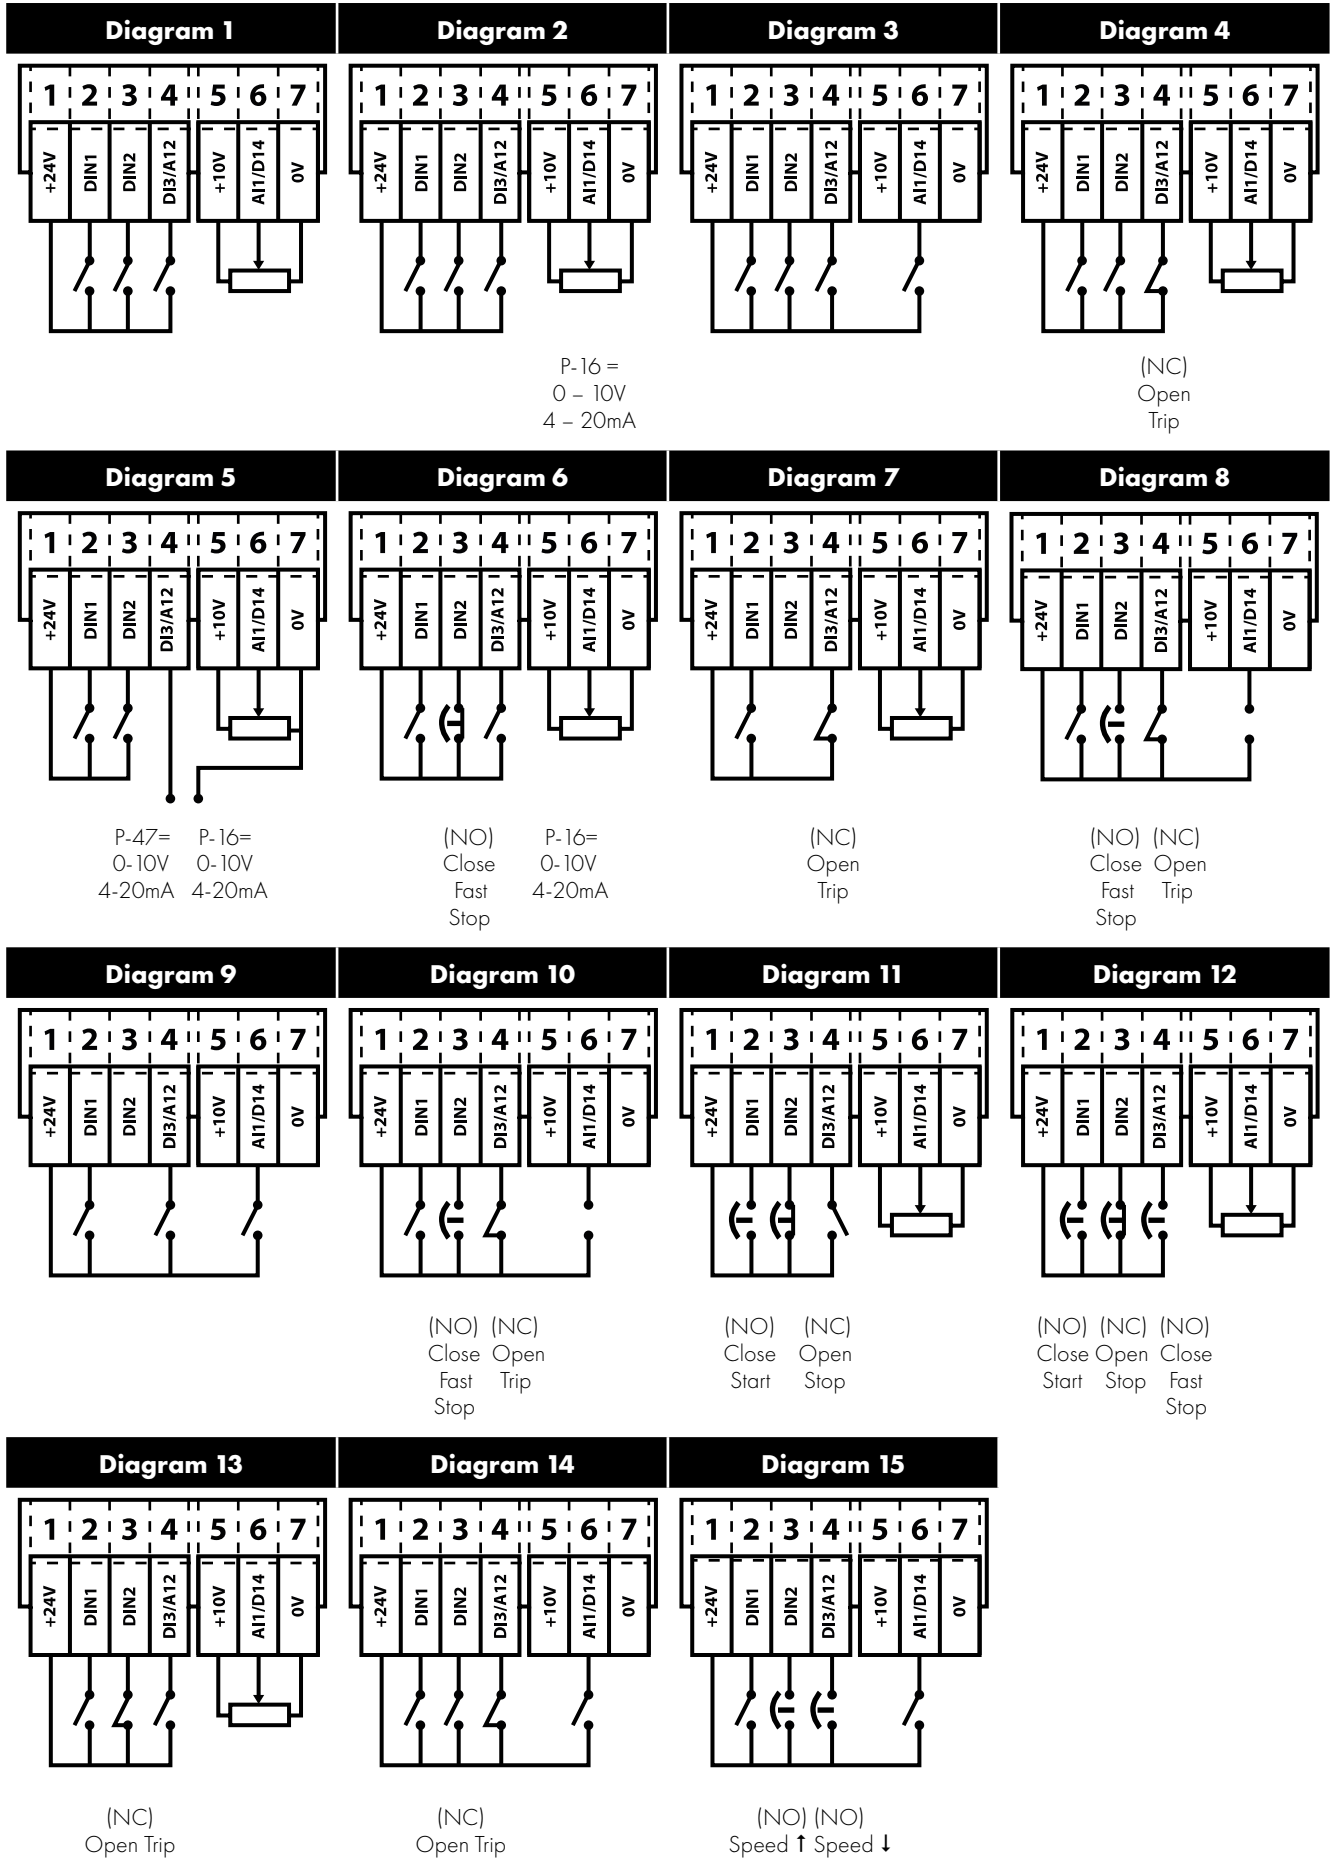 Diagram 1 Diagram 2 Diagram 3 Diagram 4
1 2 3 4 5 6 7 1 2 3 4 5 6 7 1 2 3 4 5 6 7 1 2 3 4 5 6 7
+24V DIN1 DIN2 DI3/A12 +10V AI1/D14 0V +24V DIN1 DIN2 DI3/A12 +10V AI1/D14 0V +24V DIN1 DIN2 DI3/A12 +10V AI1/D14 0V +24V DIN1 DIN2 DI3/A12 +10V AI1/D14 0V
P-16 = (NC)
0 – 10V Open
4 – 20mA Trip
Diagram 5 Diagram 6 Diagram 7 Diagram 8
1 2 3 4 5 6 7 1 2 3 4 5 6 7 1 2 3 4 5 6 7 1 2 3 4 5 6 7
+24V DIN1 DIN2 DI3/A12 +10V AI1/D14 0V +24V DIN1 DIN2 DI3/A12 +10V AI1/D14 0V +24V DIN1 DIN2 DI3/A12 +10V AI1/D14 0V +24V DIN1 DIN2 DI3/A12 +10V AI1/D14 0V
P-47= P-16= (NO) P-16= (NC) (NO) (NC)
0-10V 0-10V Close 0-10V Open Close Open
4-20mA 4-20mA Fast 4-20mA Trip Fast Trip
Stop Stop
Diagram 9 Diagram 10 Diagram 11 Diagram 12
1 2 3 4 5 6 7 1 2 3 4 5 6 7 1 2 3 4 5 6 7 1 2 3 4 5 6 7
+24V DIN1 DIN2 DI3/A12 +10V AI1/D14 0V +24V DIN1 DIN2 DI3/A12 +10V AI1/D14 0V +24V DIN1 DIN2 DI3/A12 +10V AI1/D14 0V +24V DIN1 DIN2 DI3/A12 +10V AI1/D14 0V
(NO) (NC) (NO) (NC) (NO) (NC) (NO)
Close Open Close Open Close Open Close
Fast Trip Start Stop Start Stop Fast
Stop Stop
Diagram 13 Diagram 14 Diagram 15
1 2 3 4 5 6 7 1 2 3 4 5 6 7 1 2 3 4 5 6 7
+24V DIN1 DIN2 DI3/A12 +10V AI1/D14 0V +24V DIN1 DIN2 DI3/A12 +10V AI1/D14 0V +24V DIN1 DIN2 DI3/A12 +10V AI1/D14 0V
(NC) (NC) (NO) (NO)
Open Trip Open Trip Speed ↑ Speed ↓